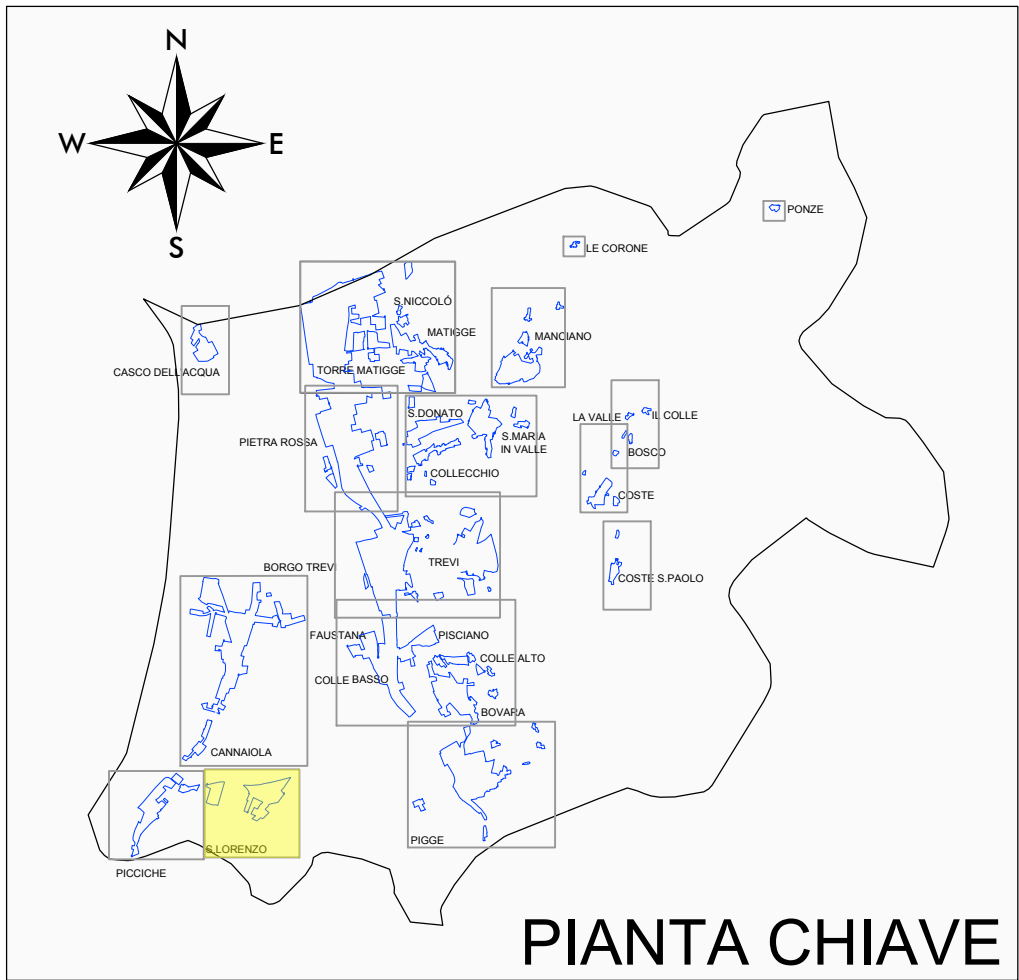 N
W
E
S
PONZE
LE CORONE
S.NICCOLÓ
MATIGGE
MANCIANO
CASCO DELL'ACQUA
TORRE MATIGGE
S.DONATO
LA VALLE
IL COLLE
PIETRA ROSSA
S.MARIA
IN VALLE
BOSCO
COLLECCHIO
COSTE
TREVI
BORGO TREVI
COSTE S.PAOLO
FAUSTANA
PISCIANO
COLLE ALTO
COLLE BASSO
BOVARA
CANNAIOLA
PIGGE
S.LORENZO
PICCICHE
PIANTA CHIAVE